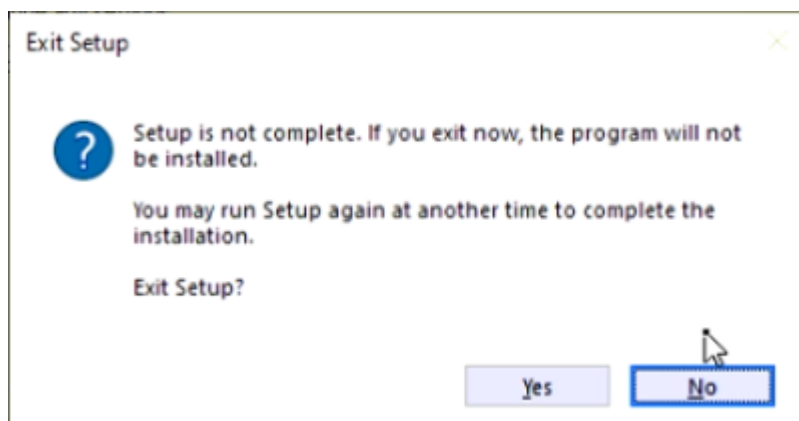 Exit Setup
Setup is not complete. If you exit now, the program will not
be installed.
You may run Setup again at another time to complete the
installation.
Exit Setup?
Yes
No